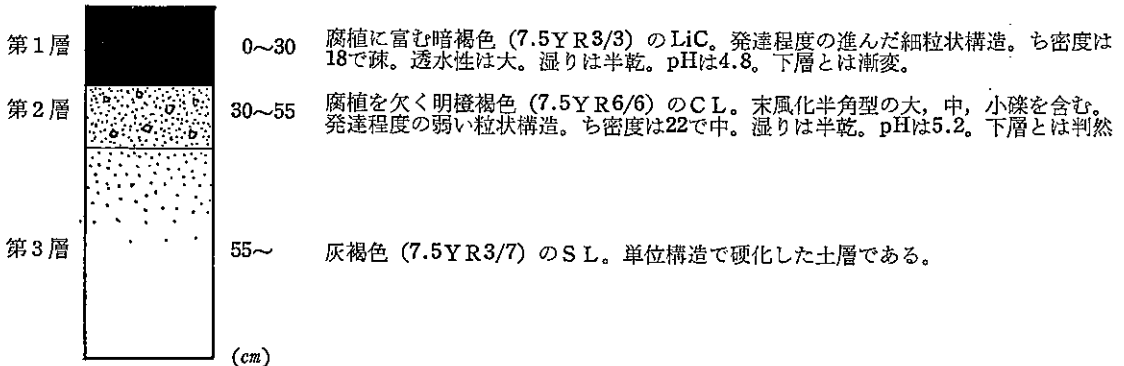 第1層 0～30 腐植に富む暗褐色 (7.5YR3/3) のLiC。発達程度の進んだ細粒状構造。ち密度は
18で疎。透水性は大。湿りは半乾。pHは4.8。下層とは漸変。
第2層 30～55 腐植を欠く明橙褐色 (7.5YR6/6) のCL。末風化半角型の大，中，小礫を含む。
発達程度の弱い粒状構造。ち密度は22で中。湿りは半乾。pHは5.2。下層とは判然
第3層 55～ 灰褐色 (7.5YR3/7) のSL。単位構造で硬化した土層である。
(cm)